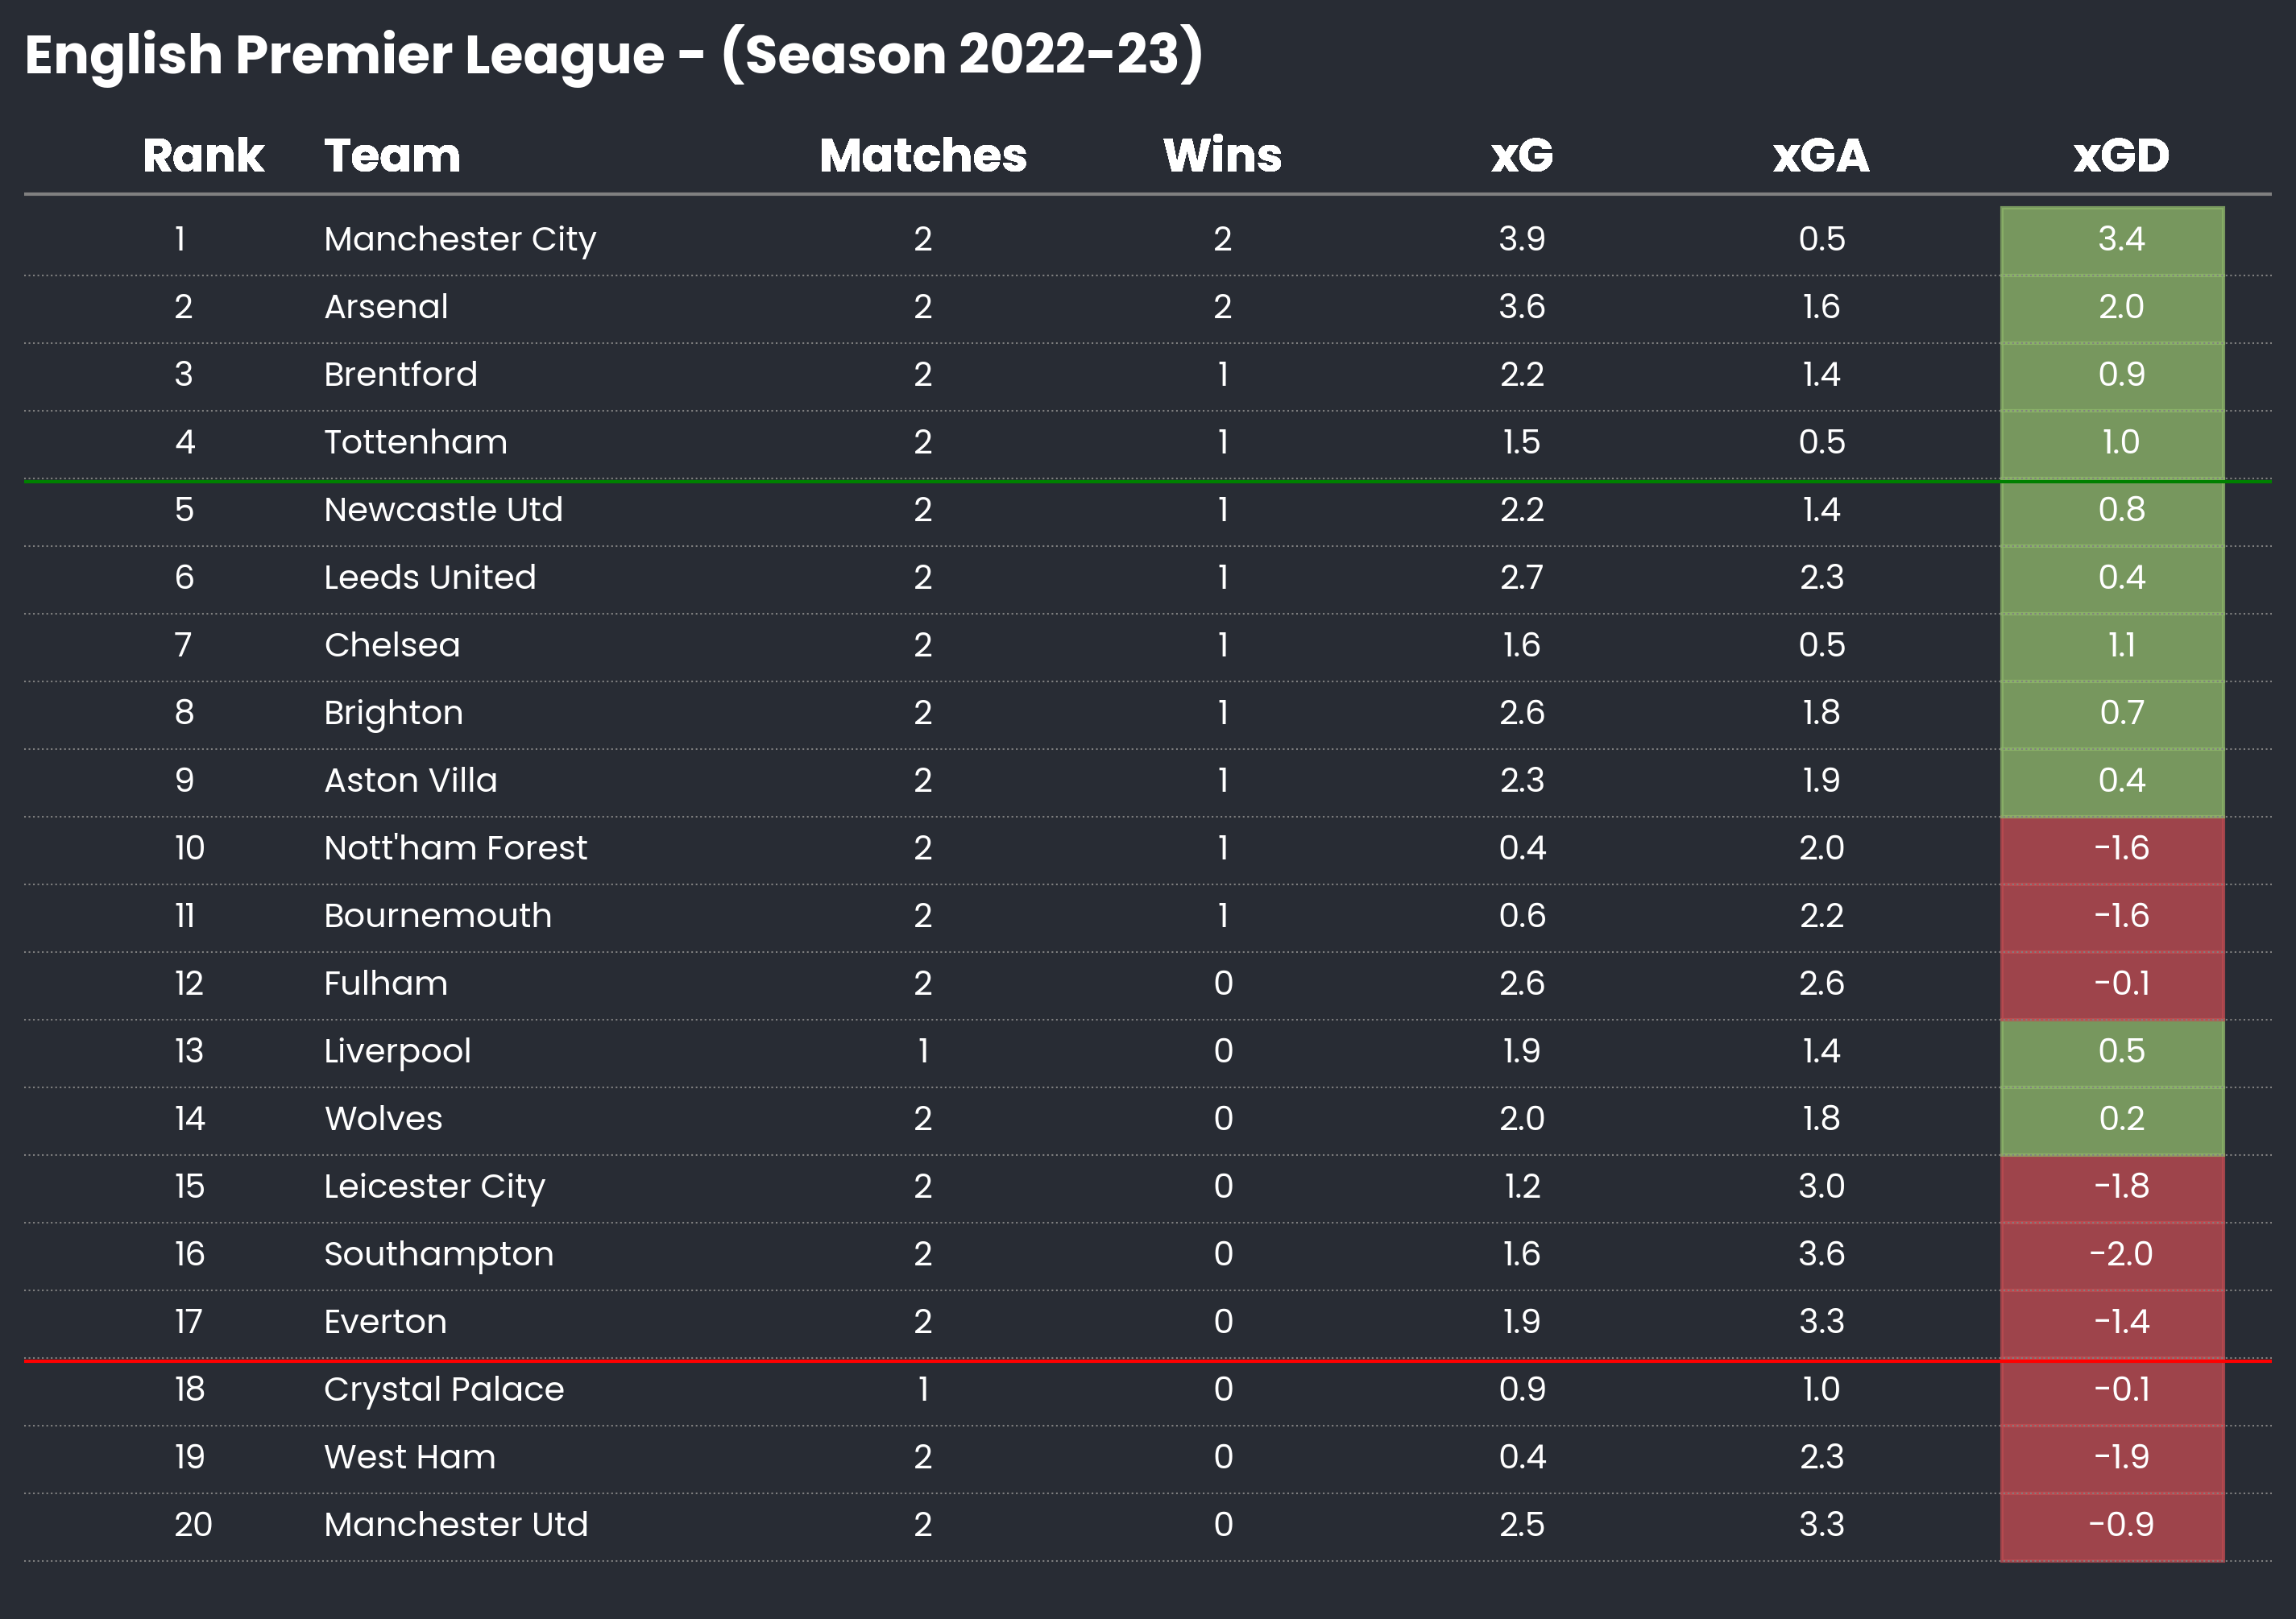 English Premier League - (Season 2022-23)
Rank Team Matches Wins xG xGA xGD
1 Manchester City 2 2 3.9 0.5 3.4
2 Arsenal 2 2 3.6 1.6 2.0
3 Brentford 2 1 2.2 1.4 0.9
4 Tottenham 2 1 1.5 0.5 1.0
5 Newcastle Utd 2 1 2.2 1.4 0.8
6 Leeds United 2 1 2.7 2.3 0.4
7 Chelsea 2 1 1.6 0.5 1.1
8 Brighton 2 1 2.6 1.8 0.7
9 Aston Villa 2 1 2.3 1.9 0.4
10 Nott'ham Forest 2 1 0.4 2.0 -1.6
11 Bournemouth 2 1 0.6 2.2 -1.6
12 Fulham 2 0 2.6 2.6 -0.1
13 Liverpool 1 0 1.9 1.4 0.5
14 Wolves 2 0 2.0 1.8 0.2
15 Leicester City 2 0 1.2 3.0 -1.8
16 Southampton 2 0 1.6 3.6 -2.0
17 Everton 2 0 1.9 3.3 -1.4
18 Crystal Palace 1 0 0.9 1.0 -0.1
19 West Ham 2 0 0.4 2.3 -1.9
20 Manchester Utd 2 0 2.5 3.3 -0.9